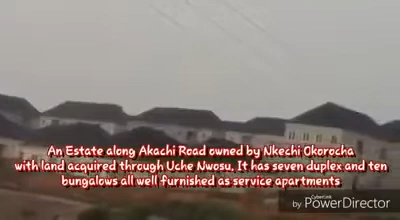 An Estate along Akachi Road owned by Nkechi Okorocha
with land acquired through Uche Nwosu. It has seven duplex and ten
bungalows all well furnished as service apartments
CyberLink
by PowerDirector